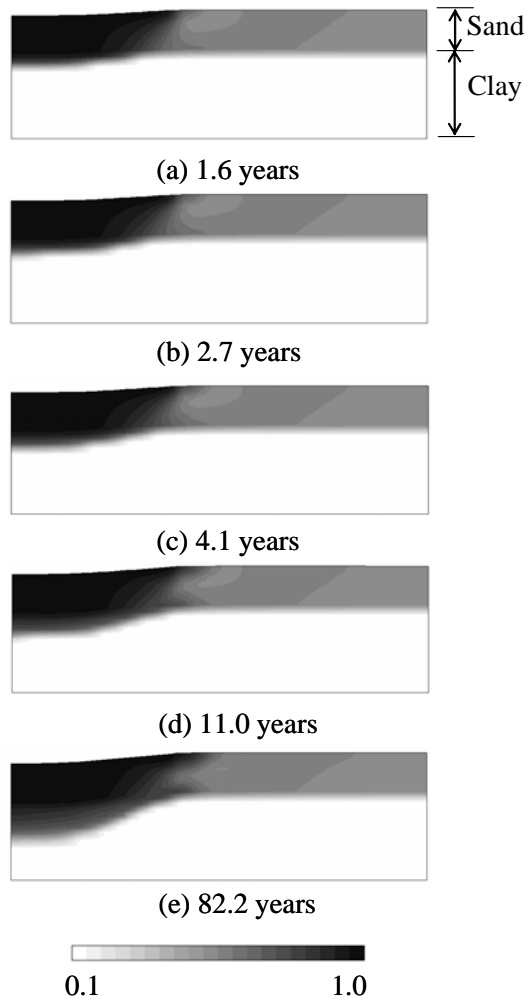 Sand
Clay
(a) 1.6 years
(b) 2.7 years
(c) 4.1 years
(d) 11.0 years
(e) 82.2 years
0.1 1.0